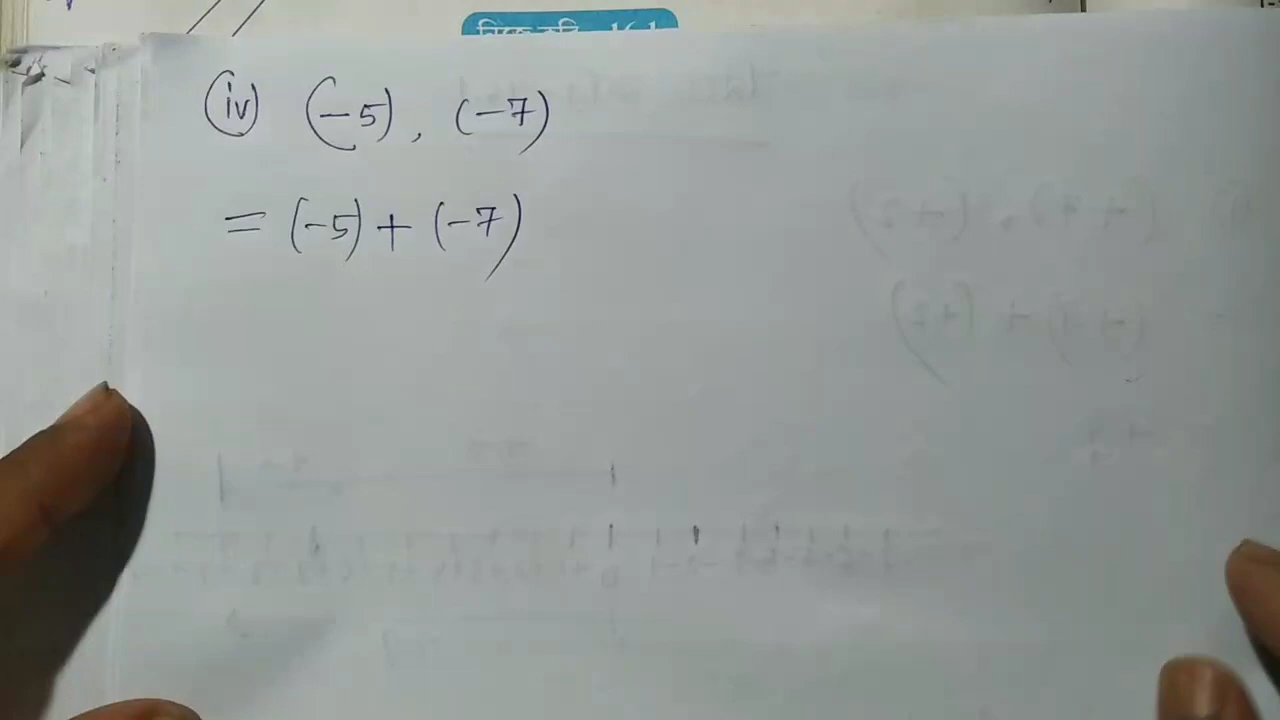 (iv) (-5), (-7)
= (-5) + (-7)